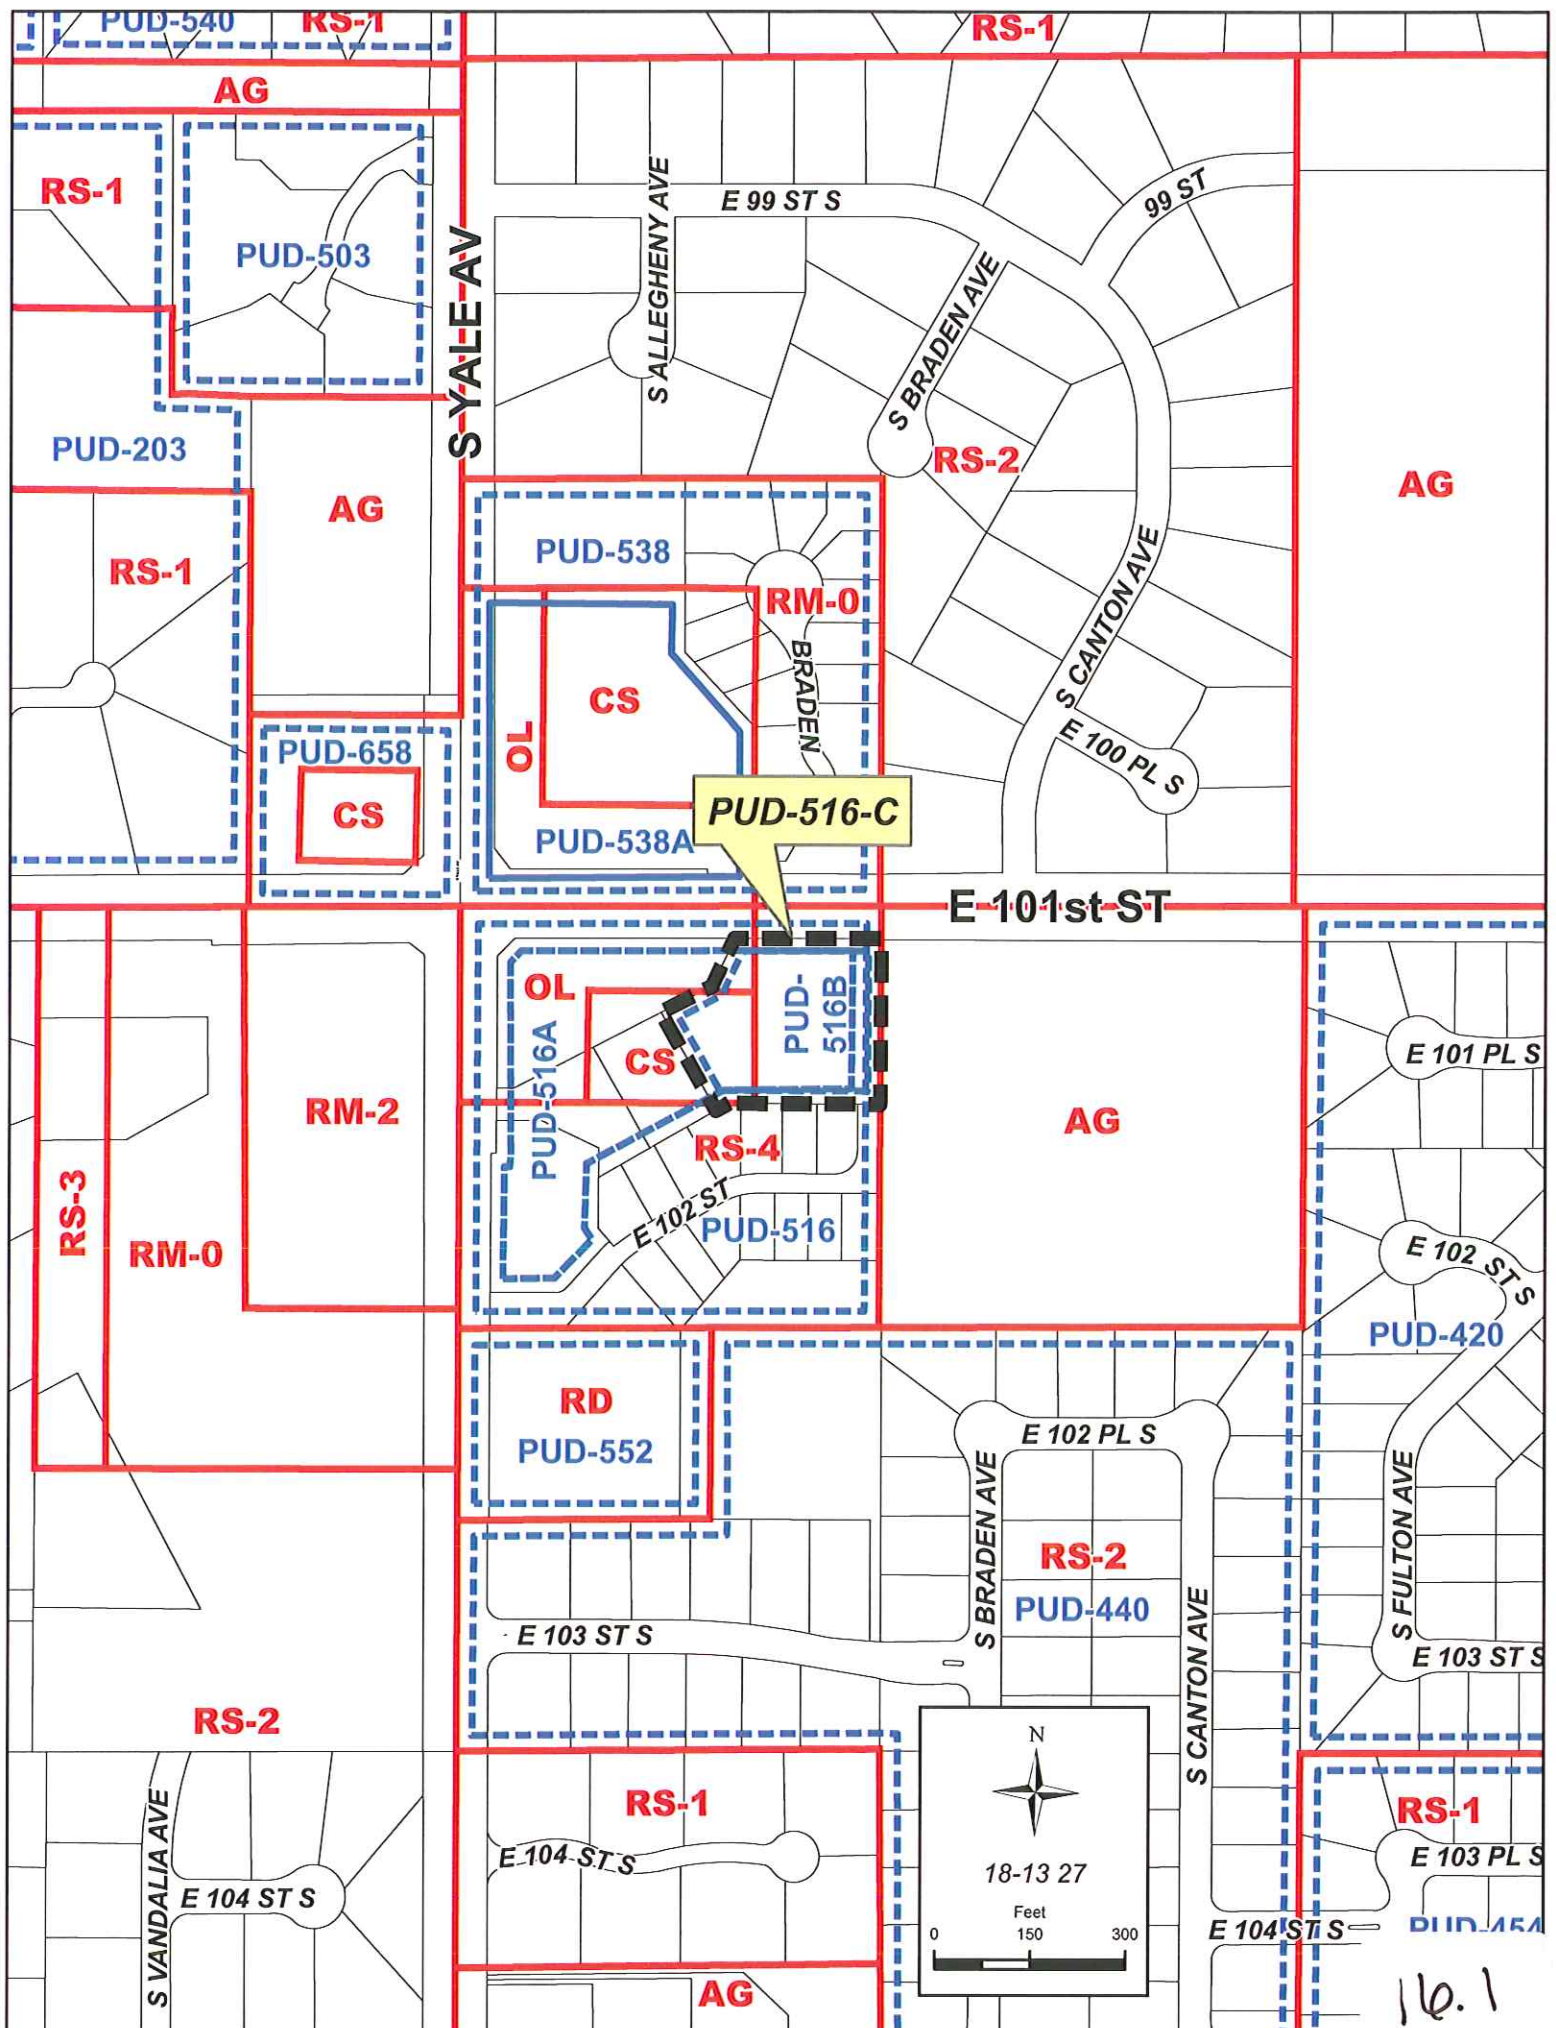 PUD-540
RS-1
RS-1
AG
RS-1
PUD-503
S YALE AV
S ALLEGHENY AVE
E 99 ST S
99 ST
S BRADEN AVE
RS-2
AG
PUD-203
AG
RS-1
PUD-538
RM-0
BRADEN
S CANTON AVE
E 100 PL S
OL
CS
PUD-658
CS
PUD-538A
PUD-516-C
E 101st ST
OL
PUD-516A
CS
PUD-
516B
RM-2
RS-3
RM-0
RS-4
E 102 ST
PUD-516
AG
E 101 PL S
E 102 ST S
PUD-420
RD
PUD-552
E 102 PL S
S BRADEN AVE
RS-2
PUD-440
S CANTON AVE
S FULTON AVE
E 103 ST S
E 103 ST S
RS-2
RS-1
E 104 ST S
S VANDALIA AVE
E 104 ST S
AG
N
18-13 27
Feet
0 150 300
RS-1
E 103 PL S
E 104 ST S
PUD-454
16.1